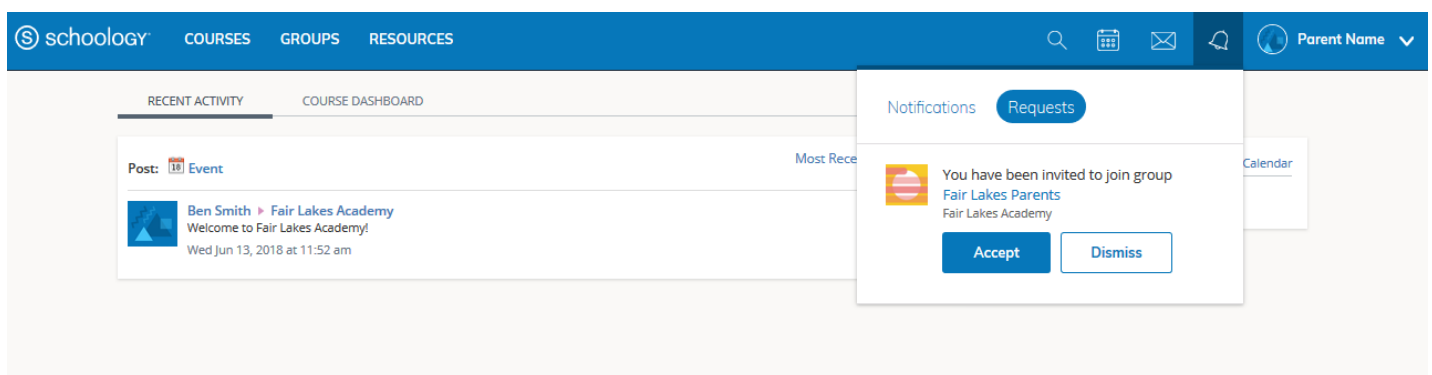 schoology COURSES GROUPS RESOURCES Parent Name
RECENT ACTIVITY COURSE DASHBOARD
Notifications Requests
Post: 18 Event Most Rece
Calendar
You have been invited to join group
Fair Lakes Parents
Fair Lakes Academy
Accept Dismiss
Ben Smith Fair Lakes Academy
Welcome to Fair Lakes Academy!
Wed Jun 13, 2018 at 11:52 am